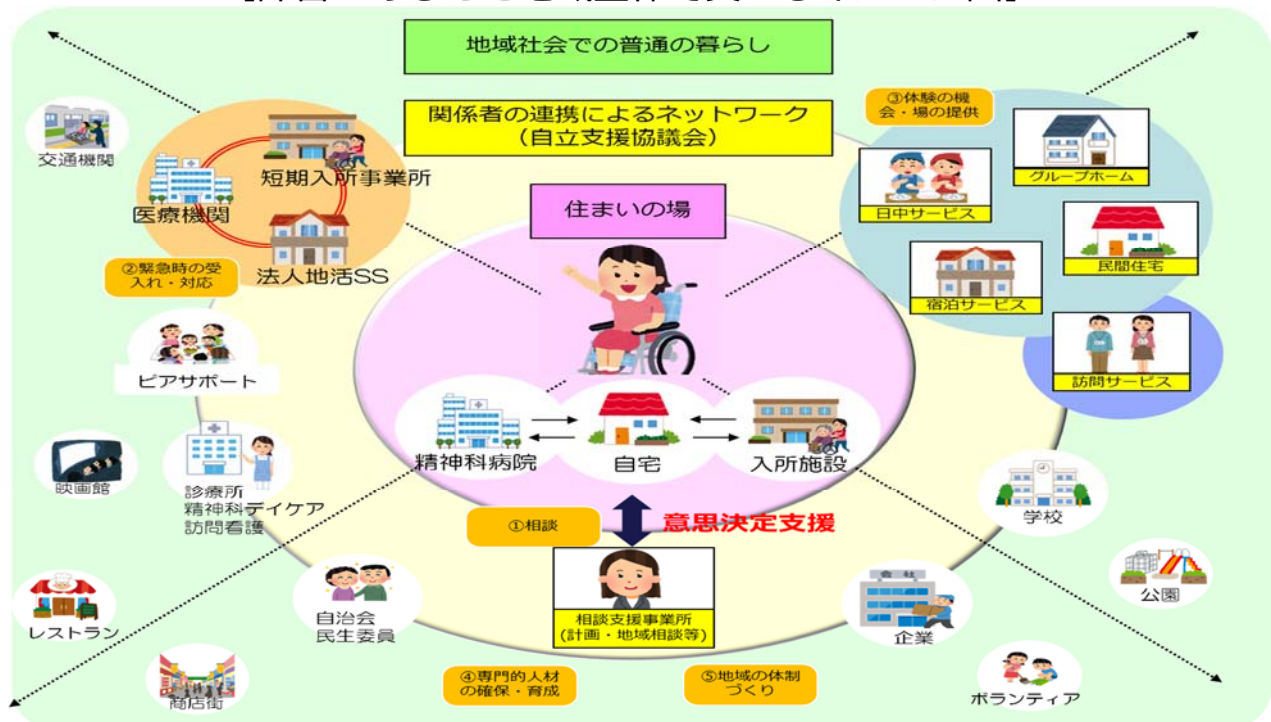 地域社会での普通の暮らし
関係者の連携によるネットワーク
(自立支援協議会)
③体験の機
会・場の提供
交通機関
短期入所事業所
医療機関
法人地活SS
②緊急時の受
入れ・対応
住まいの場
グループホーム
日中サービス
民間住宅
宿泊サービス
訪問サービス
ピアサポート
精神科病院
自宅
入所施設
映画館
診療所
精神科デイケア
訪問看護
学校
①相談
意思決定支援
公園
レストラン
自治会
民生委員
相談支援事業所
(計画・地域相談等)
企業
会社
商店街
④専門的人材
の確保・育成
⑤地域の体制
づくり
ボランティア